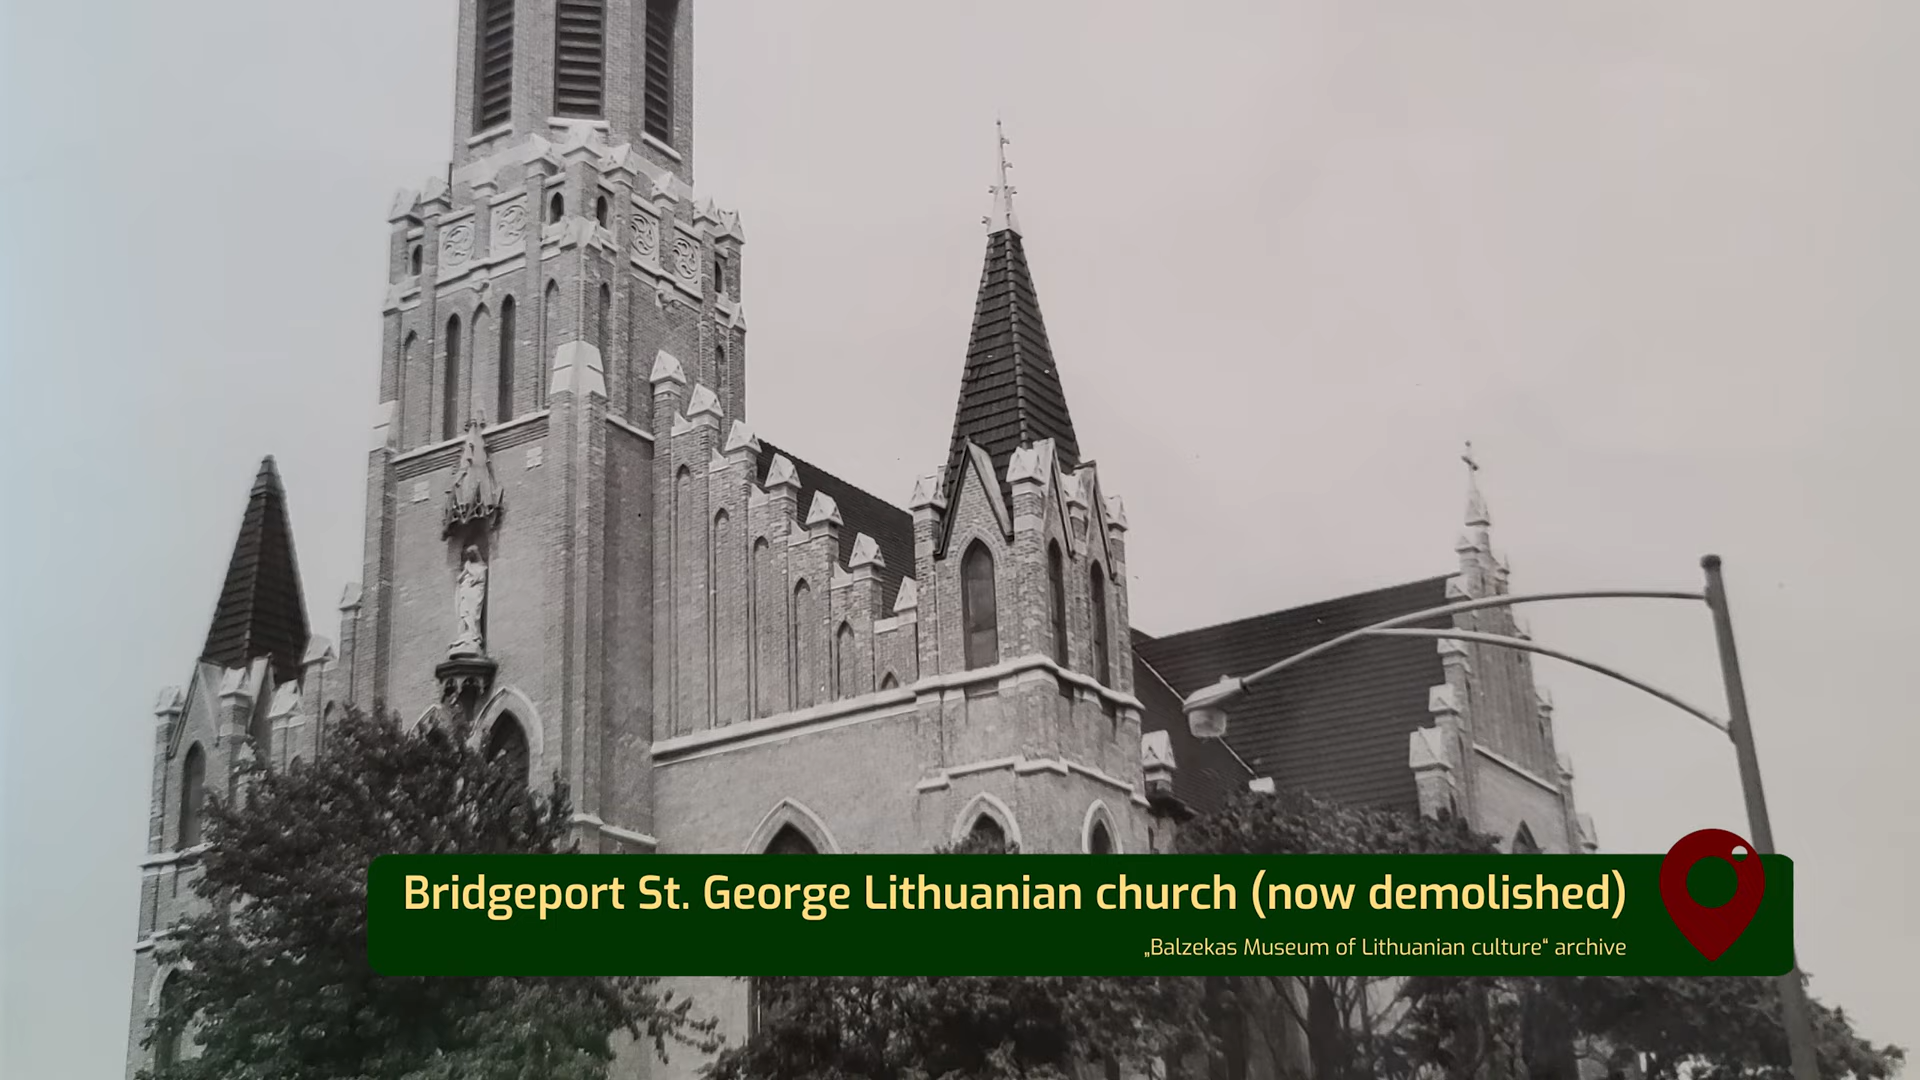 Bridgeport St. George Lithuanian church (now demolished)
„Balzekas Museum of Lithuanian culture“ archive